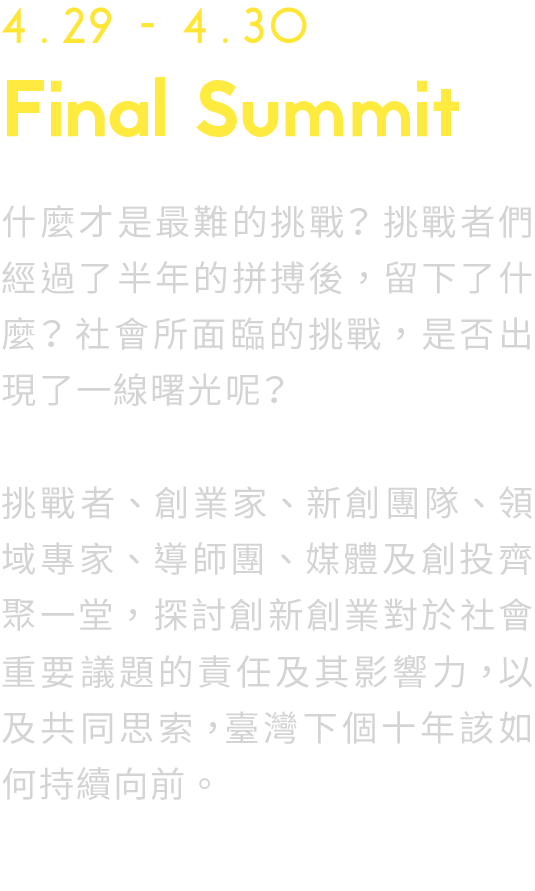 4.29 - 4.30
Final Summit
什麼才是最難的挑戰？挑戰者們
經過了半年的拼搏後，留下了什
麼？社會所面臨的挑戰，是否出
現了一線曙光呢？
挑戰者、創業家、新創團隊、領
域專家、導師團、媒體及創投齊
聚一堂，探討創新創業對於社會
重要議題的責任及其影響力，以
及共同思索，臺灣下個十年該如
何持續向前。